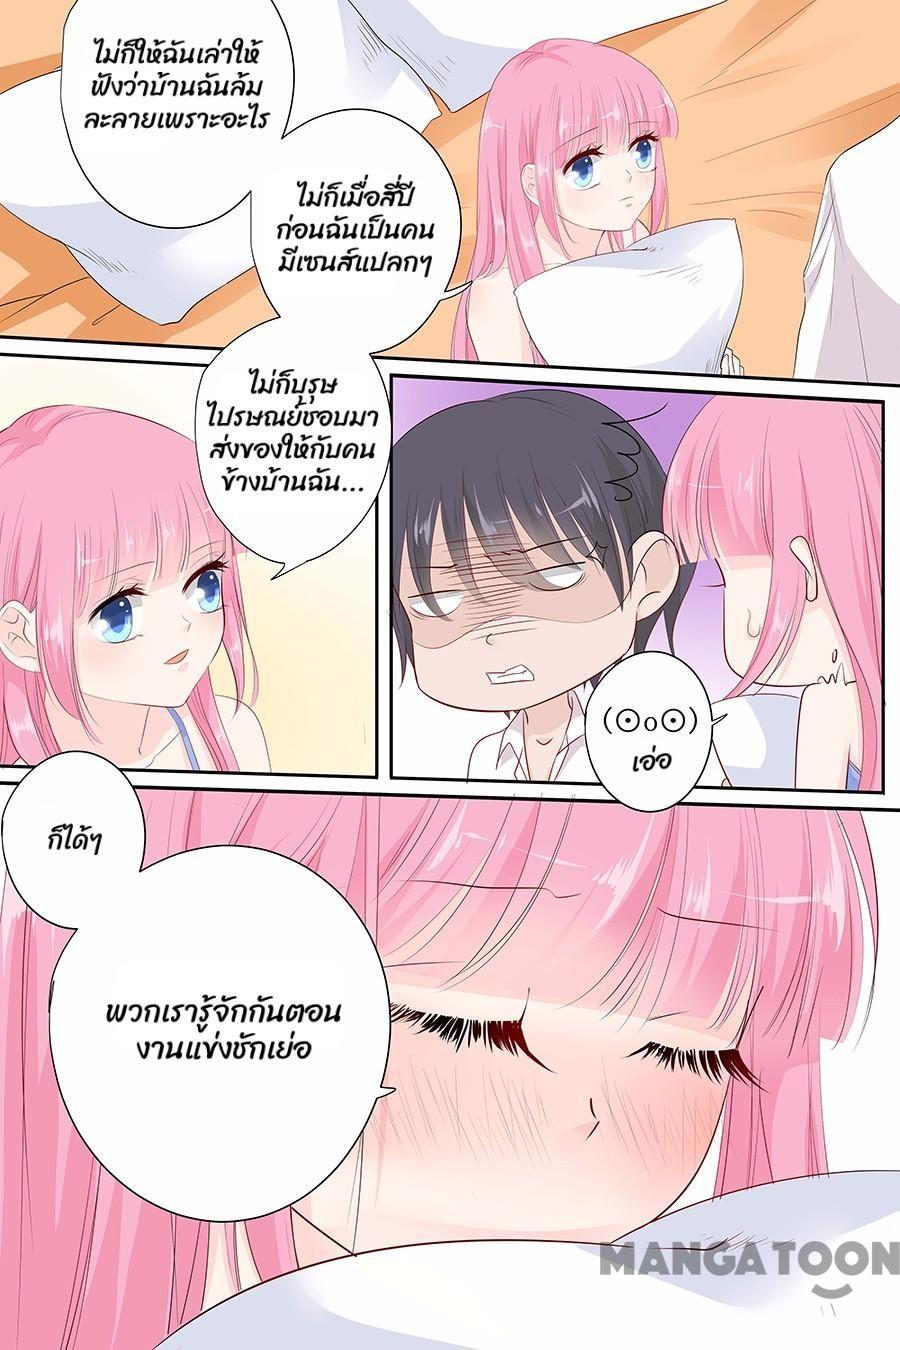 ไม่ก็ให้ฉันเล่าให้
ฟังว่าบ้านฉันล้ม
ละลายเพราะอะไร
ไม่ก็เมื่อสี่ปี
ก่อนฉันเป็นคน
มีเซนส์แปลกๆ
ไม่ก็บุรุษ
ไปรษณย์ชอบมา
ส่งของให้กับคน
ข้างบ้านฉัน...
(⊙o⊙)
เอ่อ
ก็ได้ๆ
พวกเรารู้จักกันตอน
งานแข่งชักเย่อ
MANGATOON